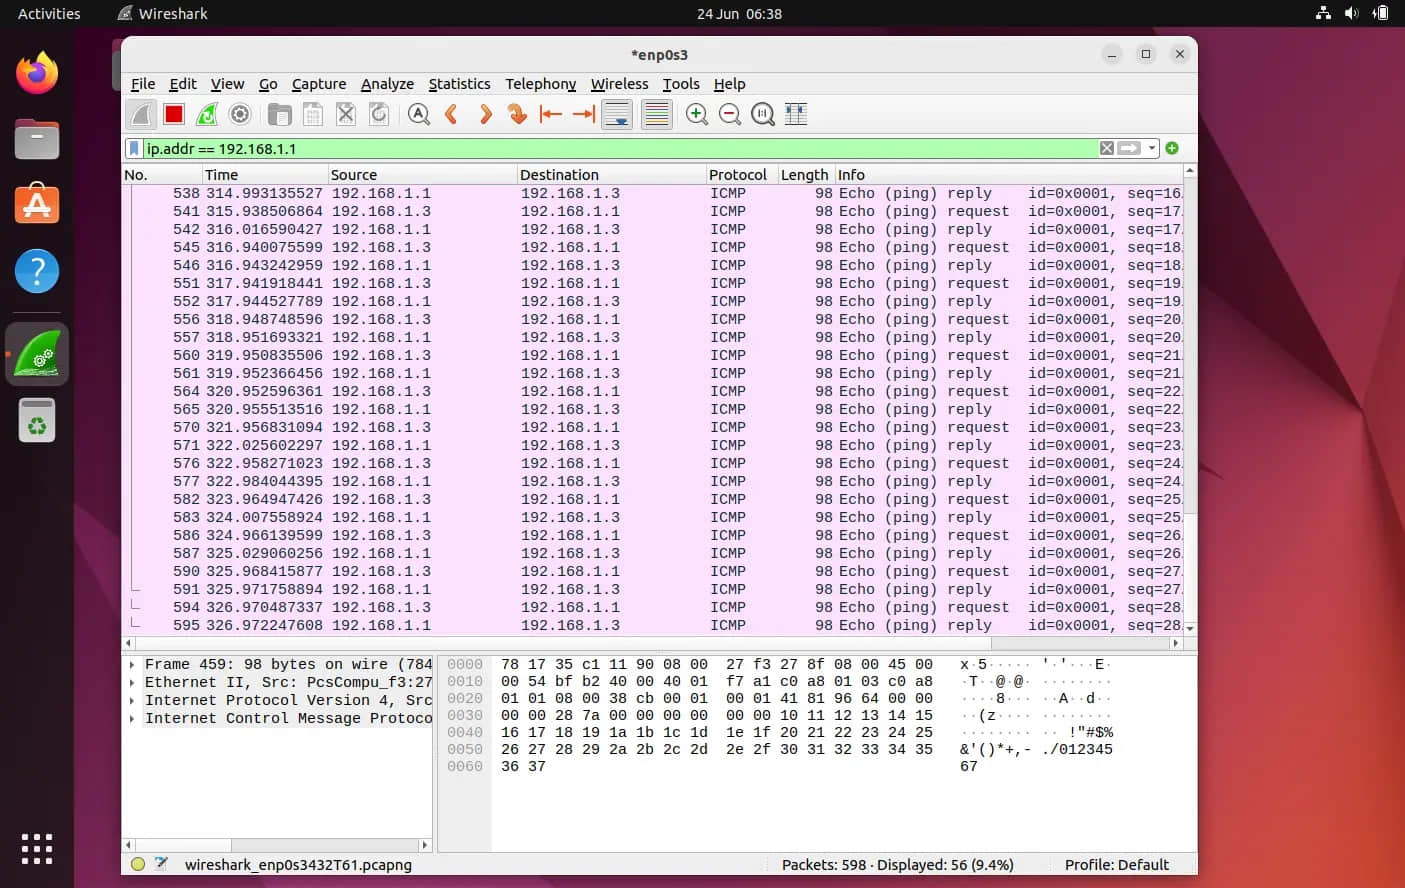 Activities Wireshark 24 Jun 06:38
*enp0s3
File Edit View Go Capture Analyze Statistics Telephony Wireless Tools Help
ip.addr == 192.168.1.1
No. Time Source Destination Protocol Length Info
538 314.993135527 192.168.1.1 192.168.1.3 ICMP 98 Echo (ping) reply id=0x0001, seq=16
541 315.938506864 192.168.1.3 192.168.1.1 ICMP 98 Echo (ping) request id=0x0001, seq=17
542 316.016590427 192.168.1.1 192.168.1.3 ICMP 98 Echo (ping) reply id=0x0001, seq=17
545 316.940075599 192.168.1.3 192.168.1.1 ICMP 98 Echo (ping) request id=0x0001, seq=18
546 316.943242959 192.168.1.1 192.168.1.3 ICMP 98 Echo (ping) reply id=0x0001, seq=18
551 317.941918441 192.168.1.3 192.168.1.1 ICMP 98 Echo (ping) request id=0x0001, seq=19
552 317.944527789 192.168.1.1 192.168.1.3 ICMP 98 Echo (ping) reply id=0x0001, seq=19
556 318.948748596 192.168.1.3 192.168.1.1 ICMP 98 Echo (ping) request id=0x0001, seq=20
557 318.951693321 192.168.1.1 192.168.1.3 ICMP 98 Echo (ping) reply id=0x0001, seq=20
560 319.950835506 192.168.1.3 192.168.1.1 ICMP 98 Echo (ping) request id=0x0001, seq=21
561 319.952366456 192.168.1.1 192.168.1.3 ICMP 98 Echo (ping) reply id=0x0001, seq=21
564 320.952596361 192.168.1.3 192.168.1.1 ICMP 98 Echo (ping) request id=0x0001, seq=22
565 320.955513516 192.168.1.1 192.168.1.3 ICMP 98 Echo (ping) reply id=0x0001, seq=22
570 321.956831094 192.168.1.3 192.168.1.1 ICMP 98 Echo (ping) request id=0x0001, seq=23
571 322.025602297 192.168.1.1 192.168.1.3 ICMP 98 Echo (ping) reply id=0x0001, seq=23
576 322.958271023 192.168.1.3 192.168.1.1 ICMP 98 Echo (ping) request id=0x0001, seq=24
577 322.984044395 192.168.1.1 192.168.1.3 ICMP 98 Echo (ping) reply id=0x0001, seq=24
582 323.964947426 192.168.1.3 192.168.1.1 ICMP 98 Echo (ping) request id=0x0001, seq=25
583 324.007558924 192.168.1.1 192.168.1.3 ICMP 98 Echo (ping) reply id=0x0001, seq=25
586 324.966139599 192.168.1.3 192.168.1.1 ICMP 98 Echo (ping) request id=0x0001, seq=26
587 325.029060256 192.168.1.1 192.168.1.3 ICMP 98 Echo (ping) reply id=0x0001, seq=26
590 325.968415877 192.168.1.3 192.168.1.1 ICMP 98 Echo (ping) request id=0x0001, seq=27
591 325.971758894 192.168.1.1 192.168.1.3 ICMP 98 Echo (ping) reply id=0x0001, seq=27
594 326.970487337 192.168.1.3 192.168.1.1 ICMP 98 Echo (ping) request id=0x0001, seq=28
595 326.972247608 192.168.1.1 192.168.1.3 ICMP 98 Echo (ping) reply id=0x0001, seq=28
Frame 459: 98 bytes on wire (784
Ethernet II, Src: PcsCompu_f3:27
Internet Protocol Version 4, Src
Internet Control Message Protoco
0000 78 17 35 c1 11 90 08 00 27 f3 27 8f 08 00 45 00 x·5····· '·'···E·
0010 00 54 bf b2 40 00 40 01 f7 a1 c0 a8 01 03 c0 a8 ·T··@·@· ········
0020 01 01 08 00 38 cb 00 01 00 01 41 81 96 64 00 00 ····8··· ··A··d··
0030 00 00 28 7a 00 00 00 00 00 00 10 11 12 13 14 15 ··(z···· ········
0040 16 17 18 19 1a 1b 1c 1d 1e 1f 20 21 22 23 24 25 ········ ·· !"#$%
0050 26 27 28 29 2a 2b 2c 2d 2e 2f 30 31 32 33 34 35 &'()*+,- ./012345
0060 36 37 67
wireshark_enp0s3432T61.pcapng Packets: 598 · Displayed: 56 (9.4%) Profile: Default